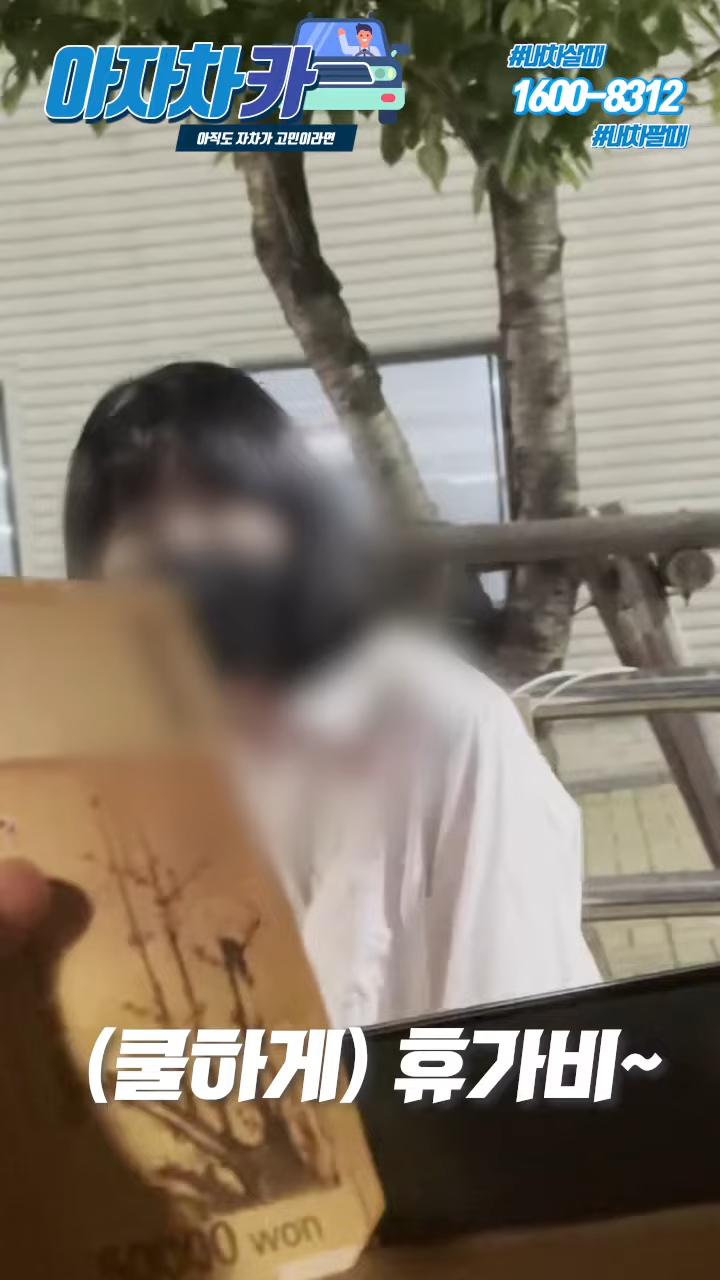 아자차카
아직도 자차가 고민이라면
#내차살때
1600-8312
#내차팔때
(쿨하게) 휴가비~
50000 won